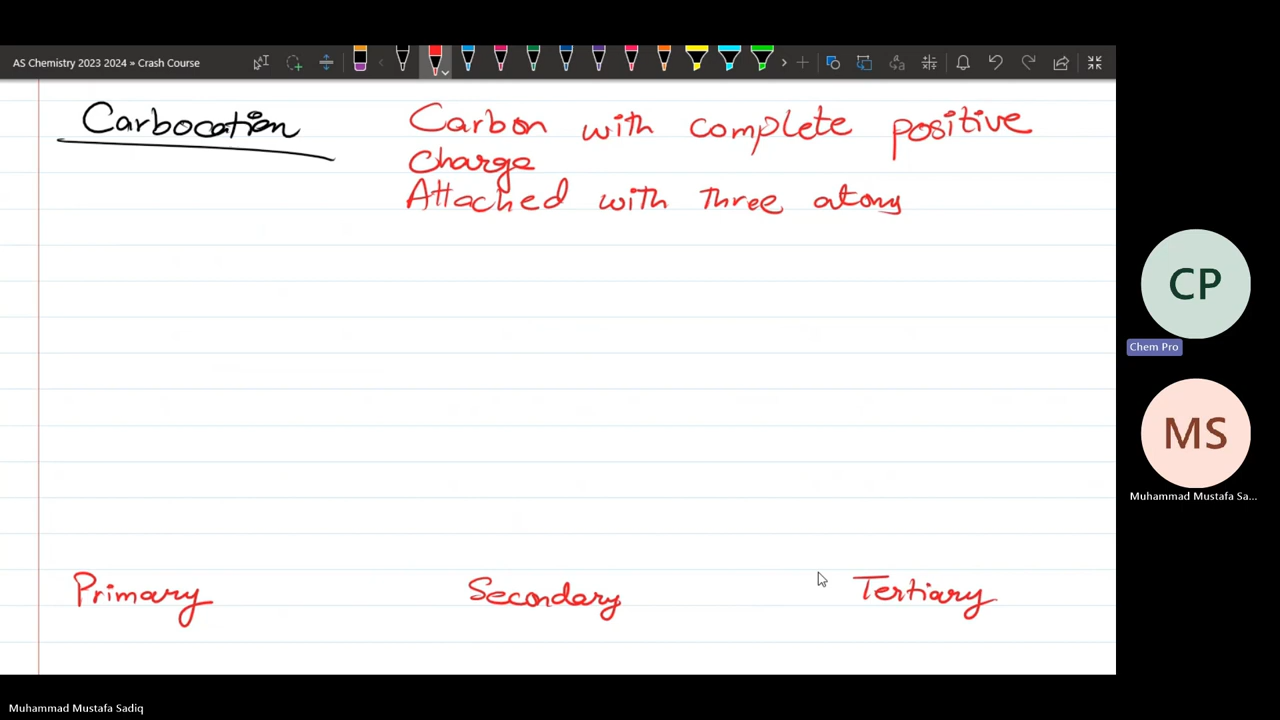 AS Chemistry 2023 2024 » Crash Course
Carbocation
Carbon with complete positive
charge
Attached with three atoms
CP
Chem Pro
MS
Muhammad Mustafa Sa...
Primary Secondary Tertiary
Muhammad Mustafa Sadiq